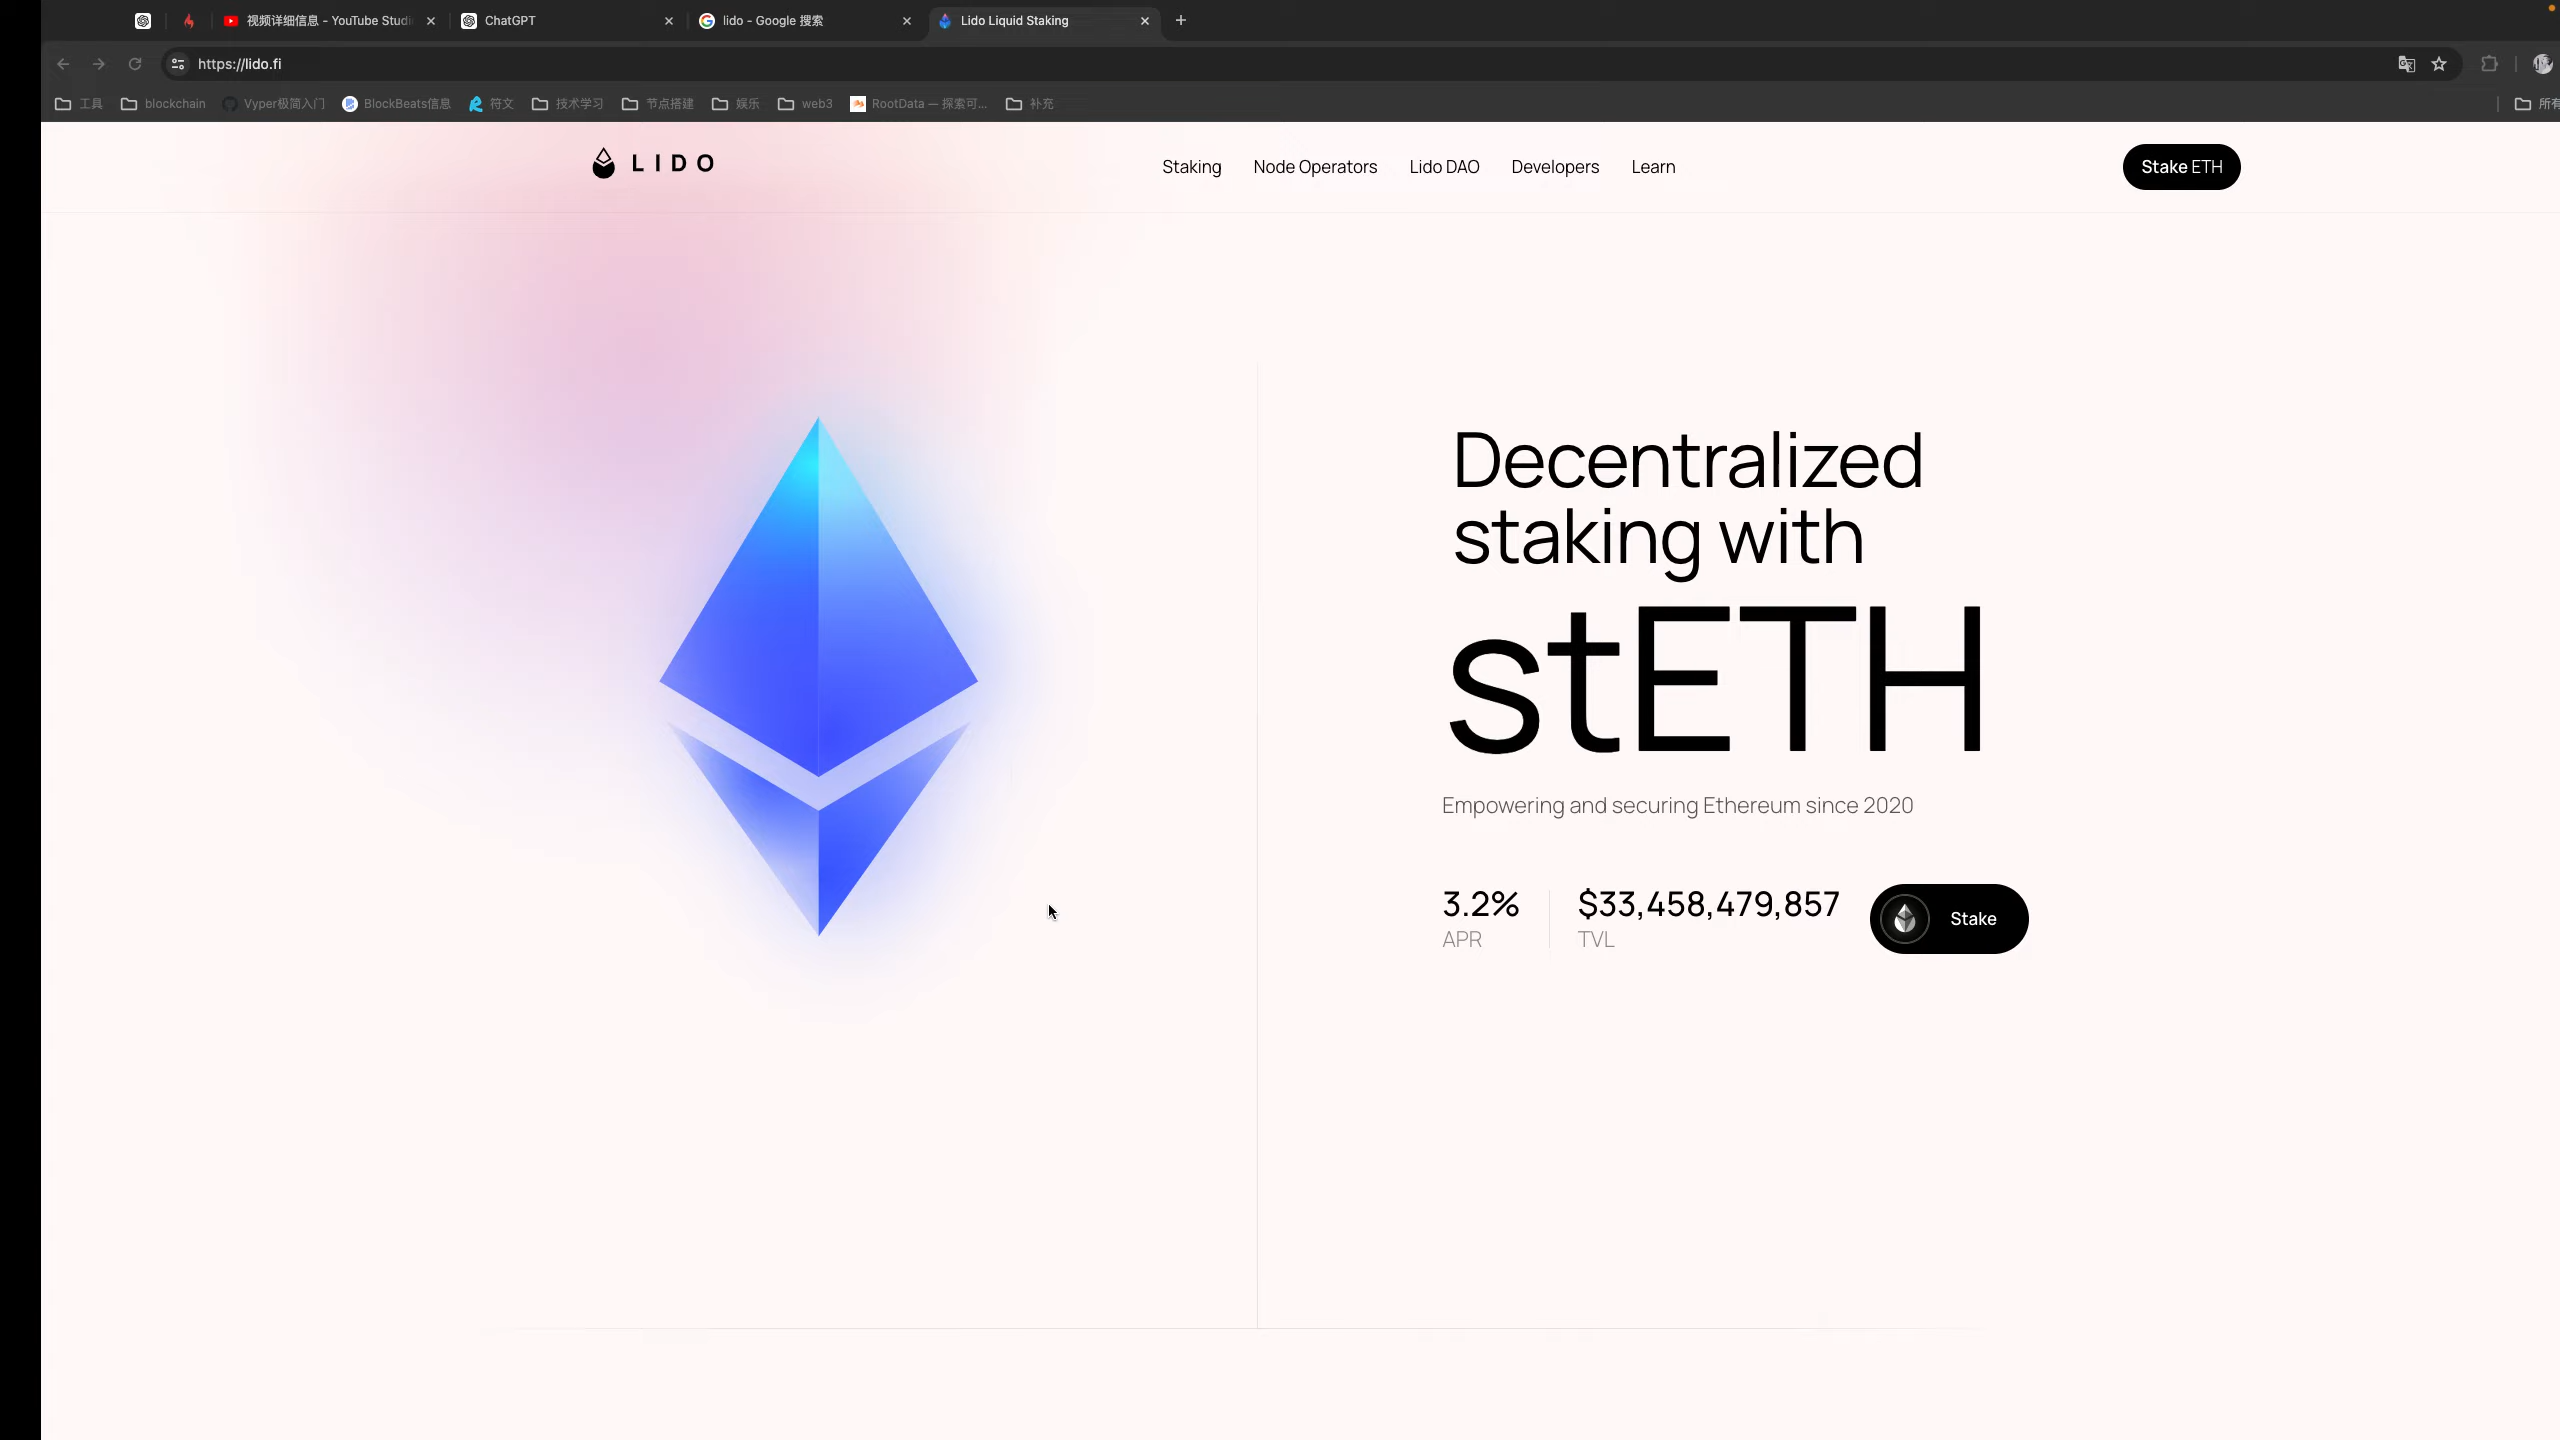 视频详细信息 - YouTube Studi
ChatGPT
lido - Google 搜索
Lido Liquid Staking
https://lido.fi
工具
blockchain
Vyper极简入门
BlockBeats信息
符文
技术学习
节点搭建
娱乐
web3
RootData — 探索可...
补充
所有
LIDO
Staking
Node Operators
Lido DAO
Developers
Learn
Stake ETH
Decentralized
staking with
stETH
Empowering and securing Ethereum since 2020
3.2%
APR
$33,458,479,857
TVL
Stake